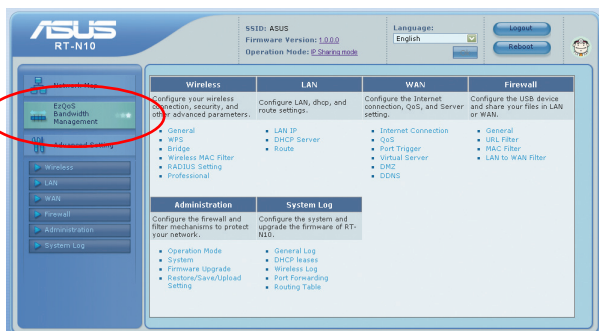 ASUS
RT-N10
SSID: ASUS
Firmware Version: 1.0.0.0
Operation Mode: IP Sharing mode
Language:
English
Logout
Reboot
Network Map
EzQoS
Bandwidth
Management
Advanced Setting
Wireless
LAN
WAN
Firewall
Administration
System Log
Wireless
Configure your wireless
connection, security, and
other advanced parameters.
General
WPS
Bridge
Wireless MAC Filter
RADIUS Setting
Professional
LAN
Configure LAN, dhcp, and
route settings.
LAN IP
DHCP Server
Route
WAN
Configure the Internet
connection, QoS, and Server
setting.
Internet Connection
QoS
Port Trigger
Virtual Server
DMZ
DDNS
Firewall
Configure the USB device
and share your files in LAN
or WAN.
General
URL Filter
MAC Filter
LAN to WAN Filter
Administration
Configure the firewall and
filter mechanisms to protect
your network.
Operation Mode
System
Firmware Upgrade
Restore/Save/Upload
Setting
System Log
Configure the system and
upgrade the firmware of RT-
N10.
General Log
DHCP leases
Wireless Log
Port Forwarding
Routing Table